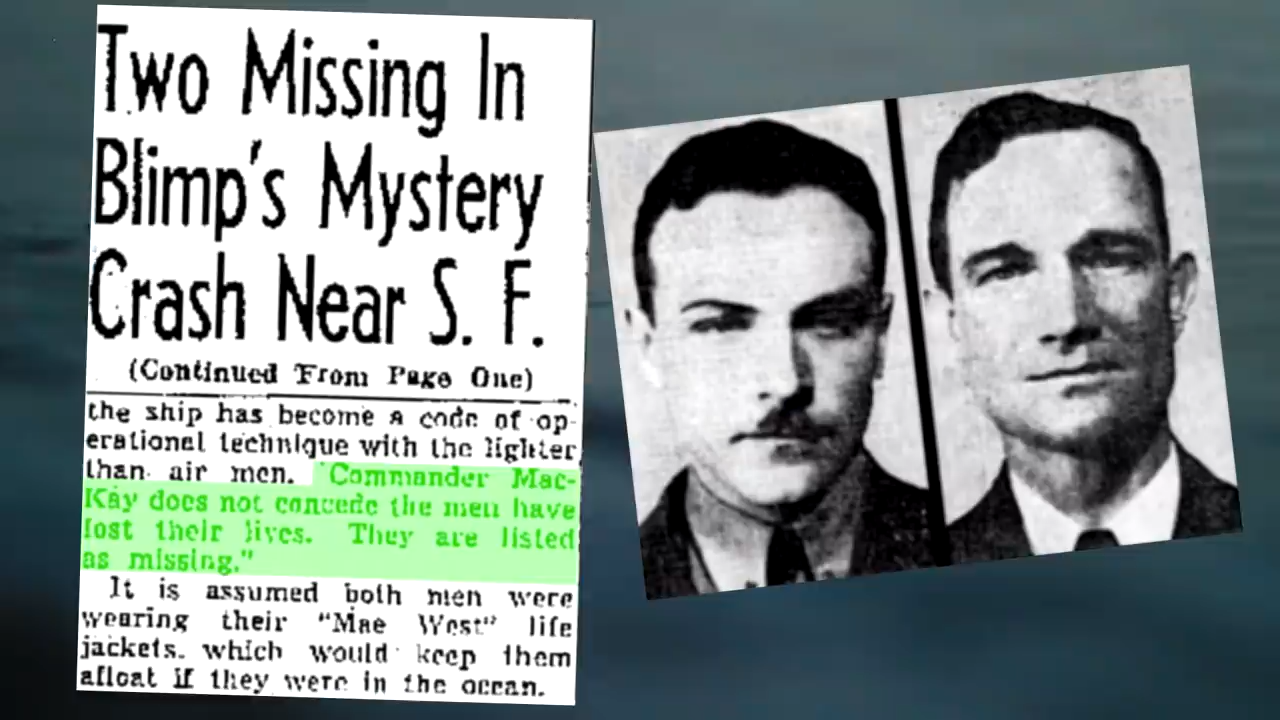 Two Missing In
Blimp's Mystery
Crash Near S. F.
(Continued From Page One)
the ship has become a code of op-
erational technique with the lighter
than air men. "Commander Mac-
Kay does not concede the men have
lost their lives. They are listed
as missing."
It is assumed both men were
wearing their "Mae West" life
jackets. which would keep them
afloat if they were in the ocean.